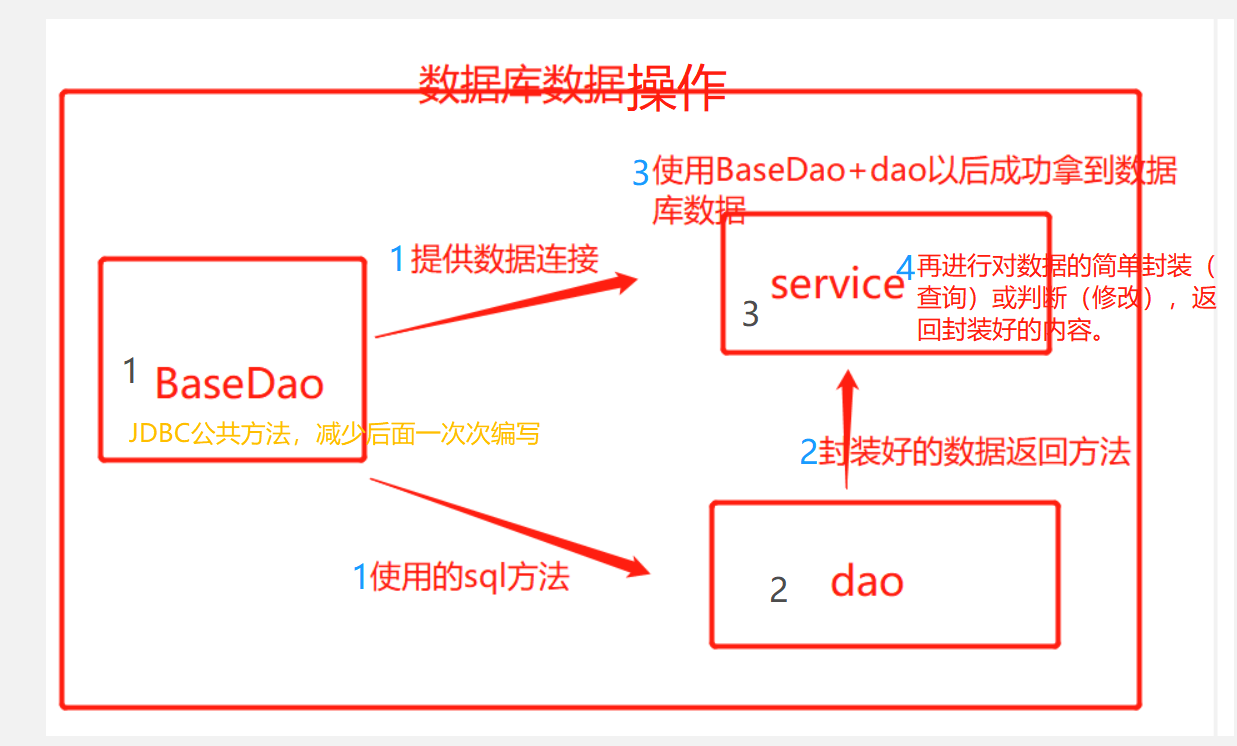 数据库数据操作
3使用BaseDao+dao以后成功拿到数据
库数据
1提供数据连接
service
4再进行对数据的简单封装（
查询）或判断（修改），返
回封装好的内容。
3
1
BaseDao
JDBC公共方法，减少后面一次次编写
2封装好的数据返回方法
1使用的sql方法
2
dao